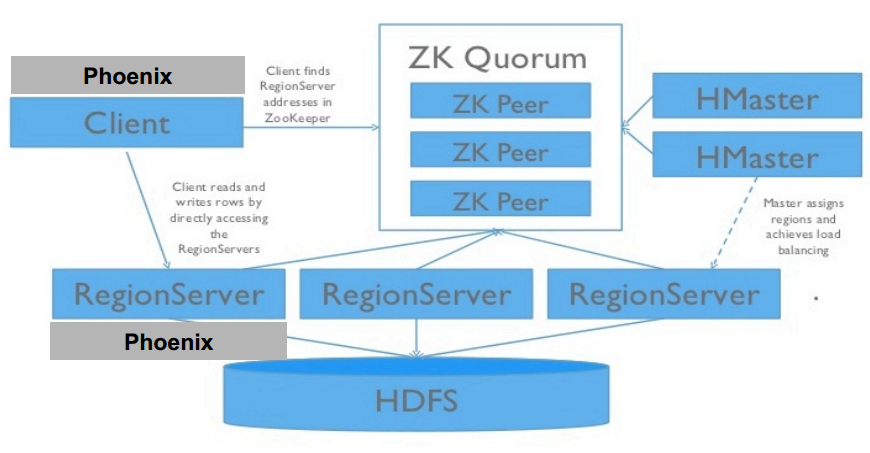 Phoenix
Client
Client finds
RegionServer
addresses in
ZooKeeper
ZK Quorum
ZK Peer
ZK Peer
ZK Peer
HMaster
HMaster
Client reads and
writes rows by
directly accessing
the
RegionServers
Master assigns
regions and
achieves load
balancing
RegionServer
RegionServer
RegionServer
Phoenix
HDFS